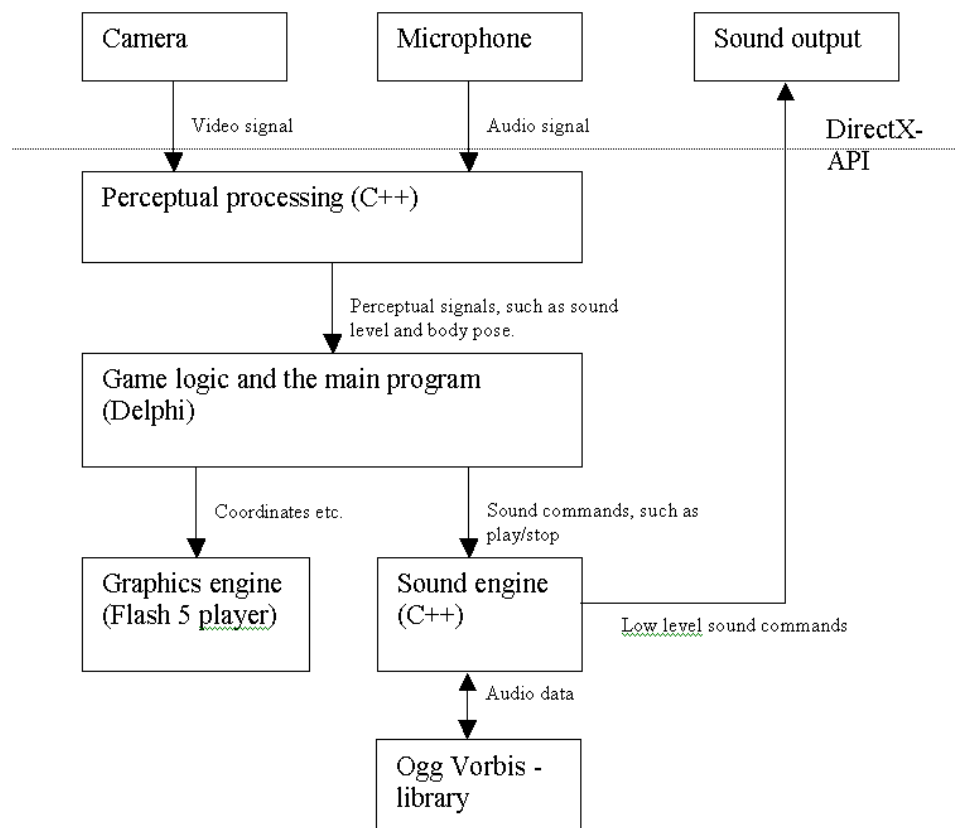 Camera
Microphone
Sound output
Video signal
Audio signal
DirectX-
API
Perceptual processing (C++)
Perceptual signals, such as sound
level and body pose.
Game logic and the main program
(Delphi)
Coordinates etc.
Sound commands, such as
play/stop
Graphics engine
(Flash 5 player)
Sound engine
(C++)
Low level sound commands
Audio data
Ogg Vorbis -
library